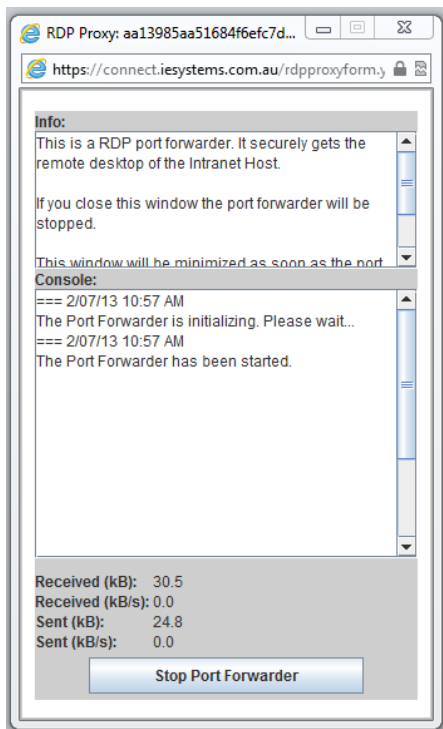 RDP Proxy: aa13985aa51684f6efc7d...
https://connect.iesystems.com.au/rdpproxyform.y
Info:
This is a RDP port forwarder. It securely gets the
remote desktop of the Intranet Host.
If you close this window the port forwarder will be
stopped.
This window will be minimized as soon as the port
Console:
=== 2/07/13 10:57 AM
The Port Forwarder is initializing. Please wait...
=== 2/07/13 10:57 AM
The Port Forwarder has been started.
Received (kB): 30.5
Received (kB/s): 0.0
Sent (kB): 24.8
Sent (kB/s): 0.0
Stop Port Forwarder